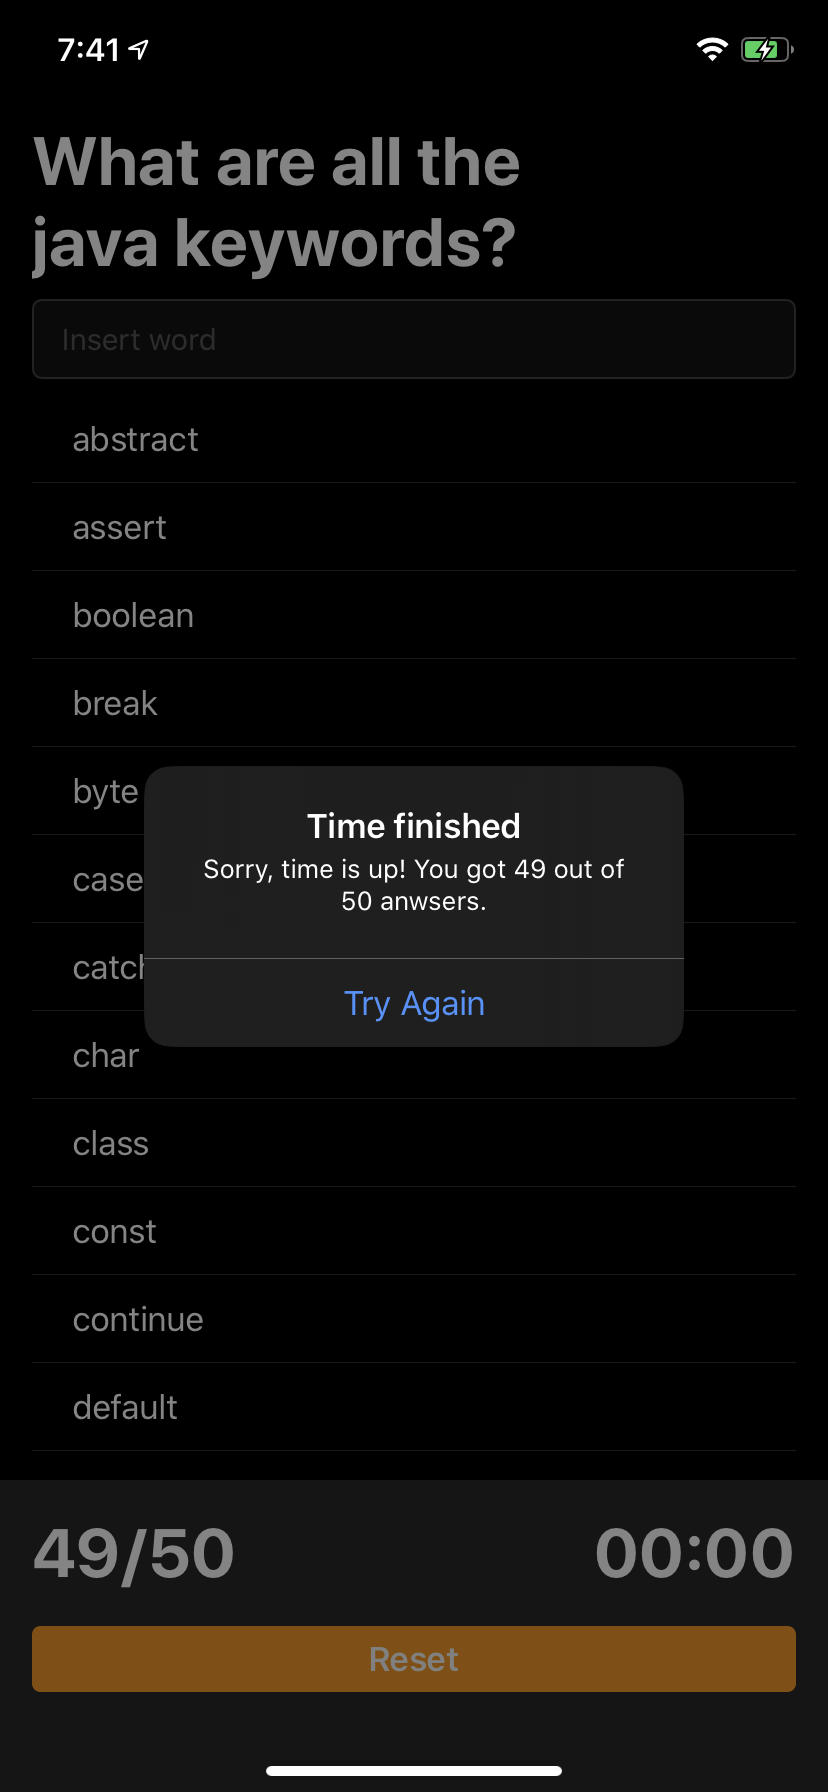 7:41
What are all the
java keywords?
Insert word
abstract
assert
boolean
break
byte
case
catch
char
class
const
continue
default
Time finished
Sorry, time is up! You got 49 out of
50 anwsers.
Try Again
49/50
00:00
Reset